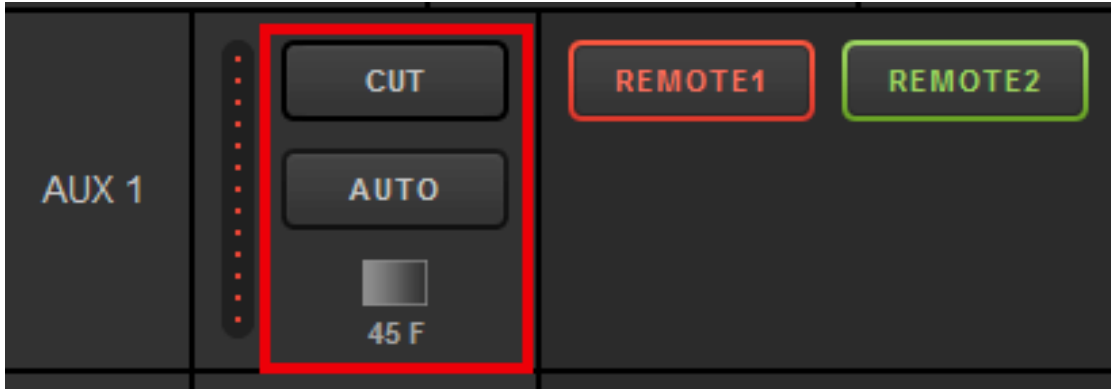 AUX 1
CUT
AUTO
45 F
REMOTE1
REMOTE2